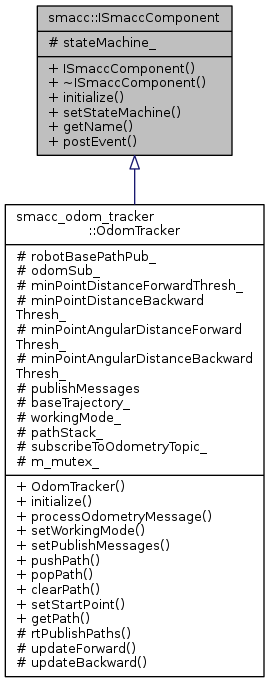 smacc::ISmaccComponent
# stateMachine_
+ ISmaccComponent()
+ ~ISmaccComponent()
+ initialize()
+ setStateMachine()
+ getName()
+ postEvent()
smacc_odom_tracker
::OdomTracker
# robotBasePathPub_
# odomSub_
# minPointDistanceForwardThresh_
# minPointDistanceBackward
Thresh_
# minPointAngularDistanceForward
Thresh_
# minPointAngularDistanceBackward
Thresh_
# publishMessages
# baseTrajectory_
# workingMode_
# pathStack_
# subscribeToOdometryTopic_
# m_mutex_
+ OdomTracker()
+ initialize()
+ processOdometryMessage()
+ setWorkingMode()
+ setPublishMessages()
+ pushPath()
+ popPath()
+ clearPath()
+ setStartPoint()
+ getPath()
# rtPublishPaths()
# updateForward()
# updateBackward()